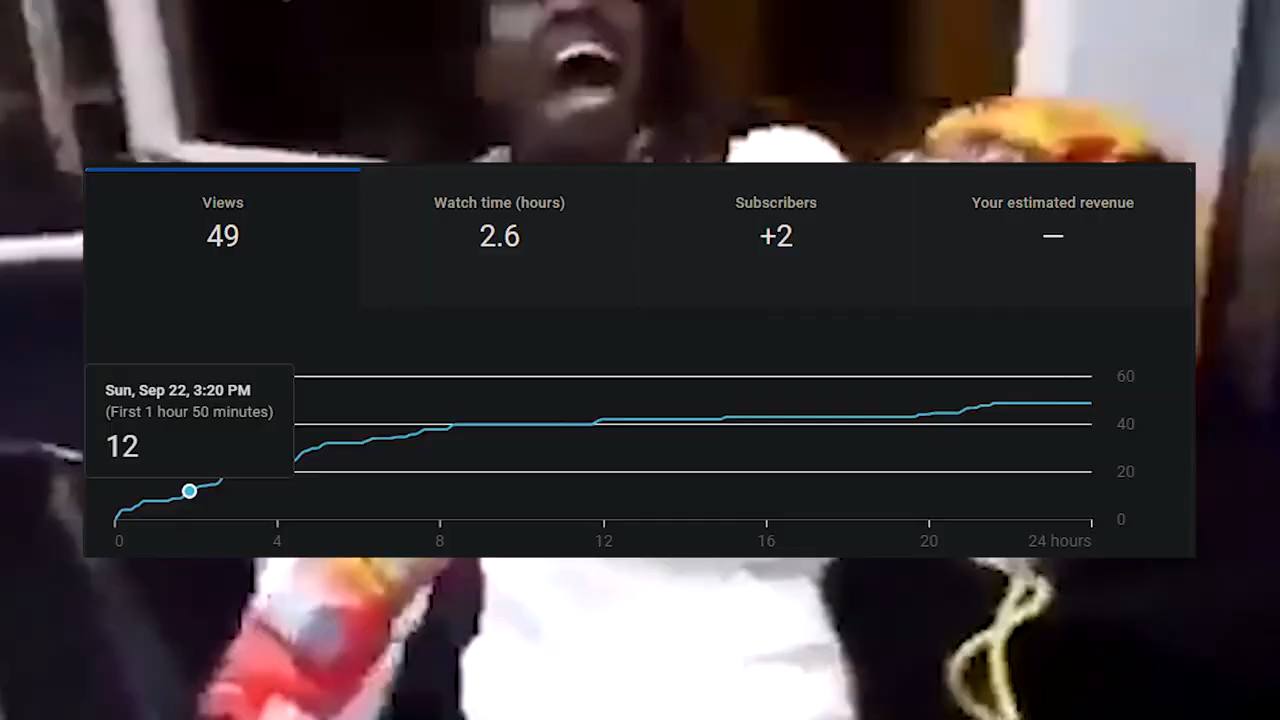 Views
49
Watch time (hours)
2.6
Subscribers
+2
Your estimated revenue
—
Sun, Sep 22, 3:20 PM
(First 1 hour 50 minutes)
12
60
40
20
0
0 4 8 12 16 20 24 hours